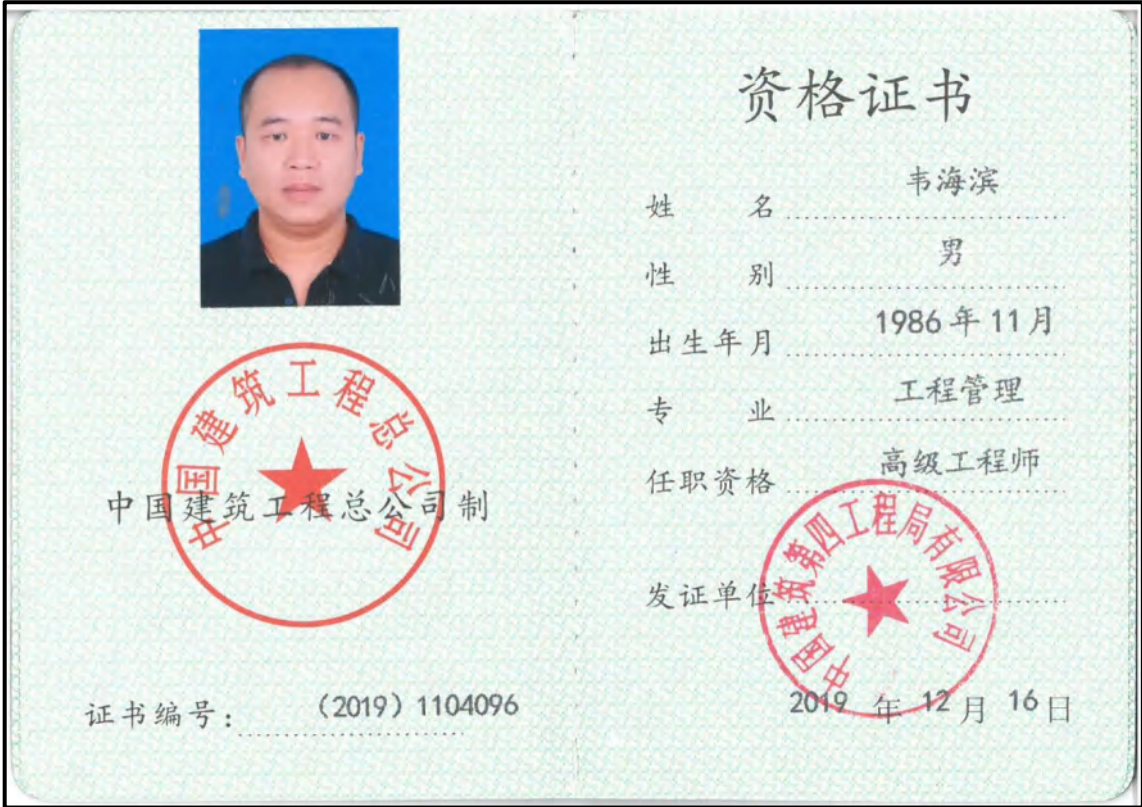 中国建筑工程总公司
中国建筑工程总公司制
证书编号: (2019) 1104096
资格证书
姓 名 韦海滨
性 别 男
出生年月 1986年11月
专 业 工程管理
任职资格 高级工程师
发证单位
中国建筑第四工程局有限公司
2019 年 12 月 16 日